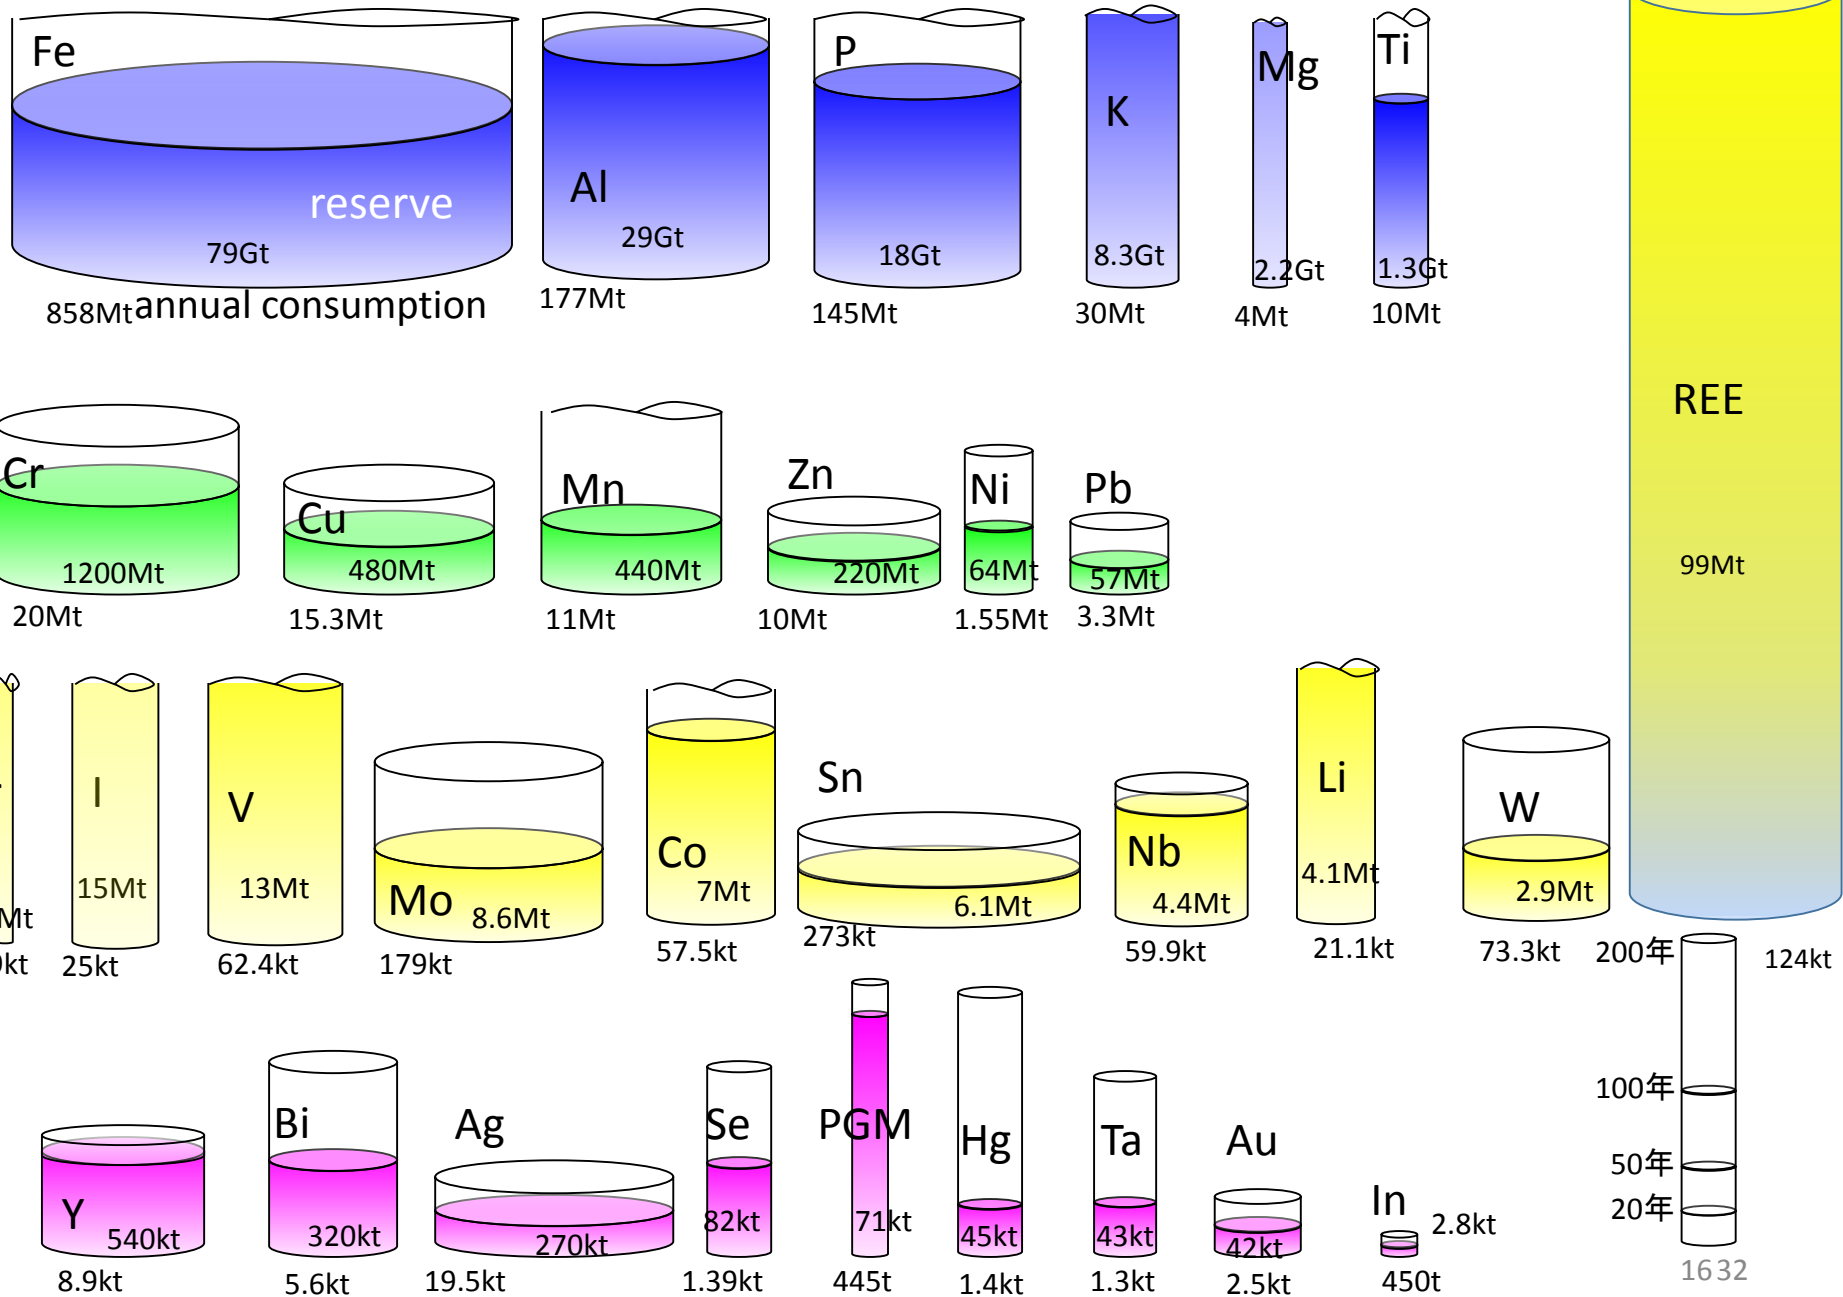 Fe
Al
P
K
Mg
Ti
reserve
79Gt
29Gt
18Gt
8.3Gt
2.2Gt
1.3Gt
858Mt annual consumption
177Mt
145Mt
30Mt
4Mt
10Mt
REE
99Mt
124kt
Cr
Cu
Mn
Zn
Ni
Pb
1200Mt
480Mt
440Mt
220Mt
64Mt
57Mt
20Mt
15.3Mt
11Mt
10Mt
1.55Mt
3.3Mt
I
V
Mo
Co
Sn
Nb
Li
W
Mt
15Mt
13Mt
8.6Mt
7Mt
6.1Mt
4.4Mt
4.1Mt
2.9Mt
kt
25kt
62.4kt
179kt
57.5kt
273kt
59.9kt
21.1kt
73.3kt
200年
100年
50年
20年
1632
Y
Bi
Ag
Se
PGM
Hg
Ta
Au
In
540kt
320kt
270kt
82kt
71kt
45kt
43kt
42kt
2.8kt
8.9kt
5.6kt
19.5kt
1.39kt
445t
1.4kt
1.3kt
2.5kt
450t